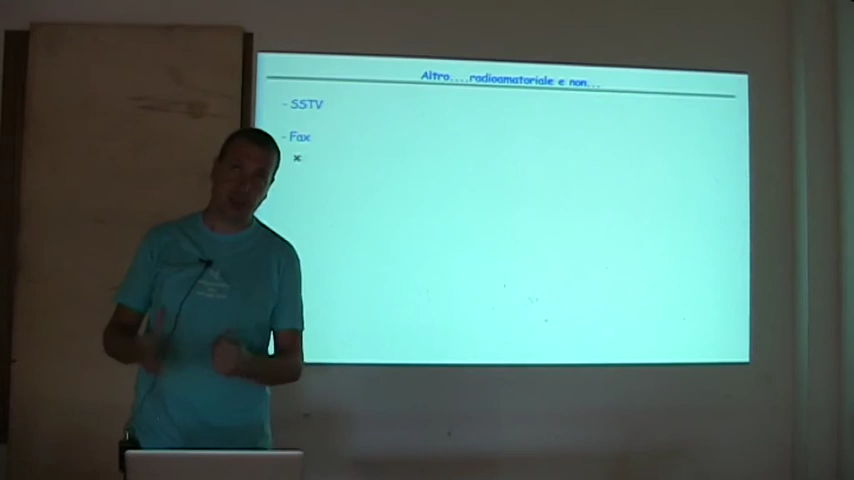 Altro....radioamatoriale e non...
- SSTV
- Fax
x